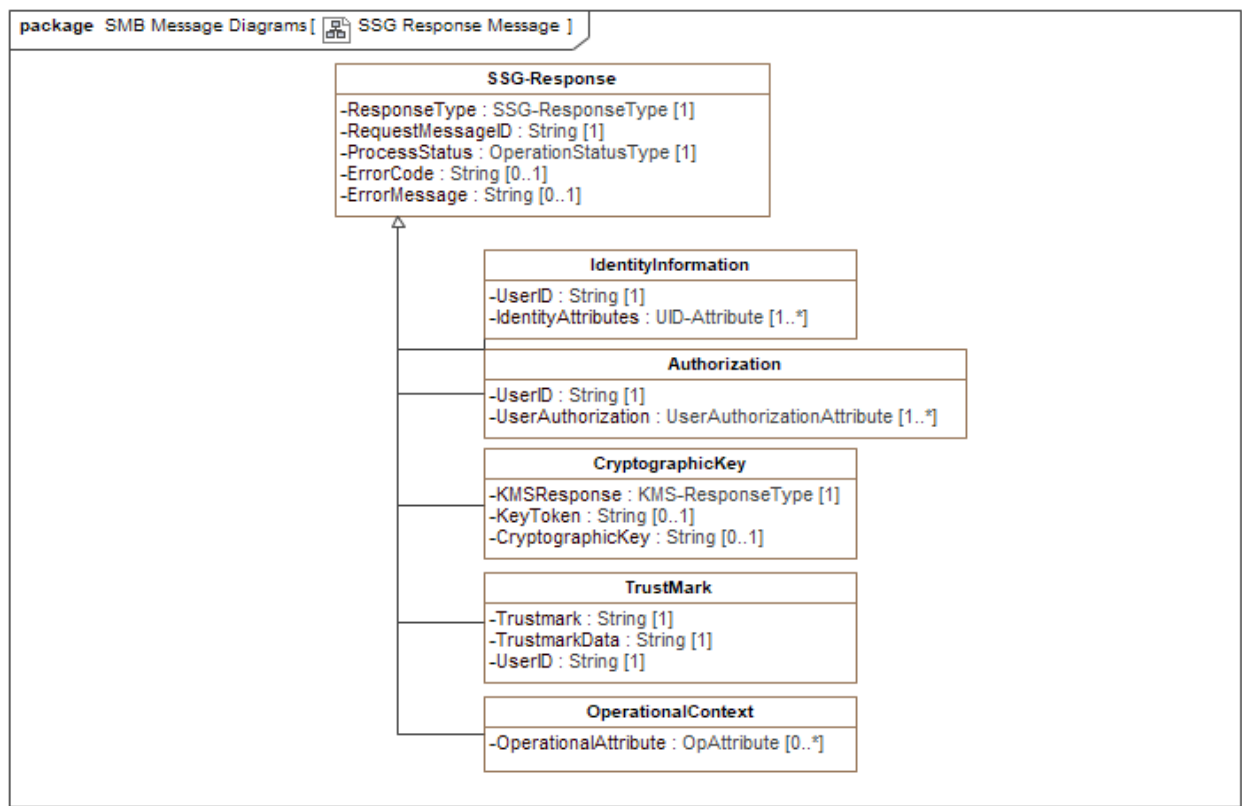 package SMB Message Diagrams [ SSG Response Message ]
SSG-Response
-ResponseType : SSG-ResponseType [1]
-RequestMessageID : String [1]
-ProcessStatus : OperationStatusType [1]
-ErrorCode : String [0..1]
-ErrorMessage : String [0..1]
IdentityInformation
-UserID : String [1]
-IdentityAttributes : UID-Attribute [1..*]
Authorization
-UserID : String [1]
-UserAuthorization : UserAuthorizationAttribute [1..*]
CryptographicKey
-KMSResponse : KMS-ResponseType [1]
-KeyToken : String [0..1]
-CryptographicKey : String [0..1]
TrustMark
-Trustmark : String [1]
-TrustmarkData : String [1]
-UserID : String [1]
OperationalContext
-OperationalAttribute : OpAttribute [0..*]